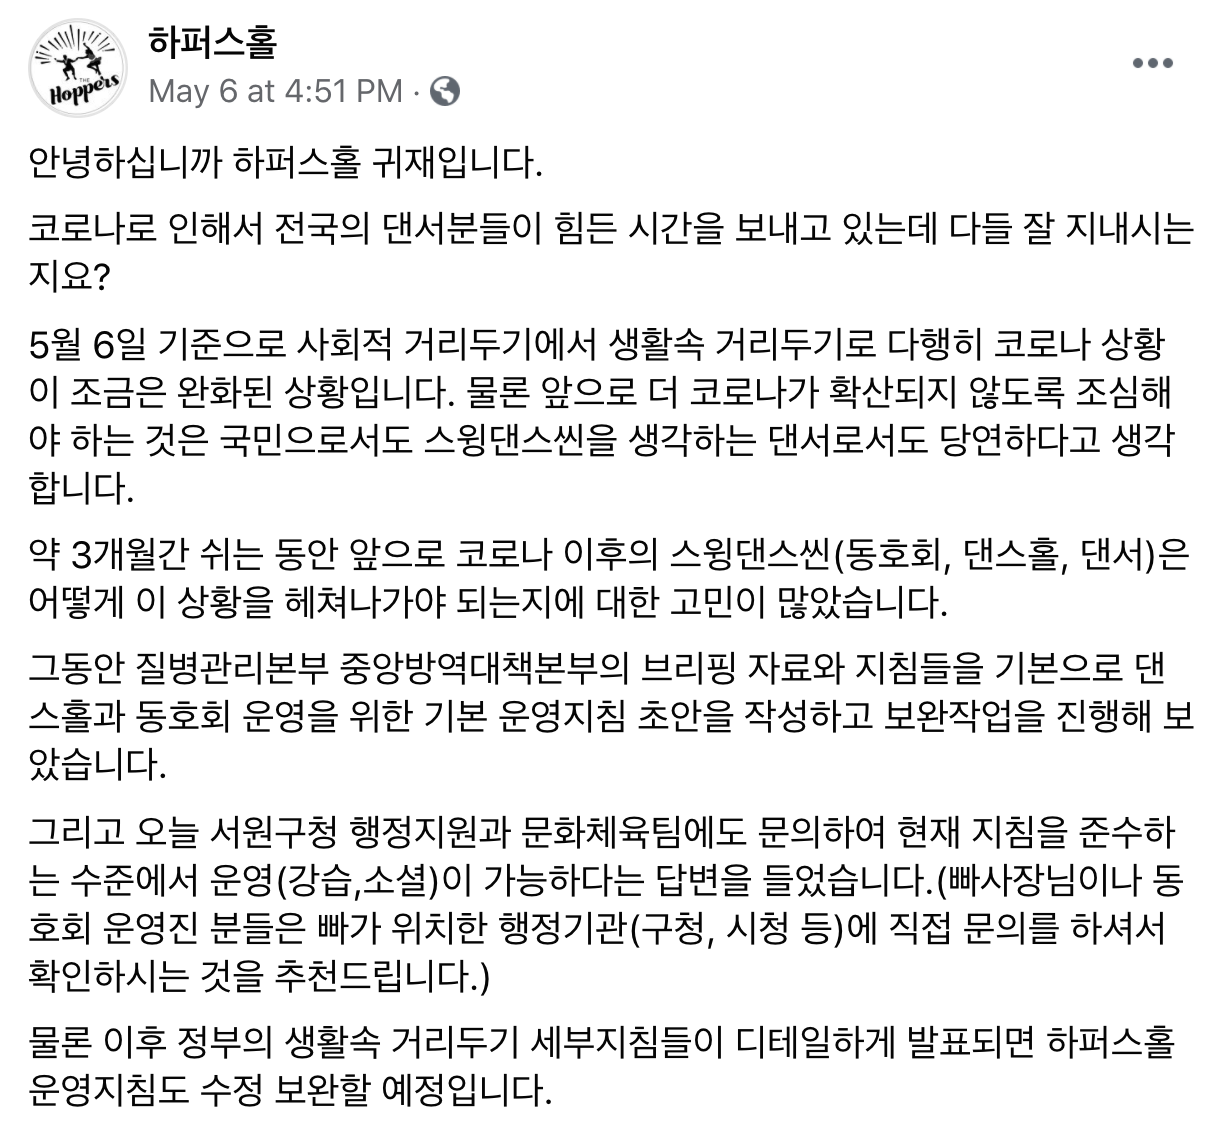 THE
Hoppers
하퍼스홀
May 6 at 4:51 PM ·
안녕하십니까 하퍼스홀 귀재입니다.
코로나로 인해서 전국의 댄서분들이 힘든 시간을 보내고 있는데 다들 잘 지내시는
지요?
5월 6일 기준으로 사회적 거리두기에서 생활속 거리두기로 다행히 코로나 상황
이 조금은 완화된 상황입니다. 물론 앞으로 더 코로나가 확산되지 않도록 조심해
야 하는 것은 국민으로서도 스윙댄스씬을 생각하는 댄서로서도 당연하다고 생각
합니다.
약 3개월간 쉬는 동안 앞으로 코로나 이후의 스윙댄스씬(동호회, 댄스홀, 댄서)은
어떻게 이 상황을 헤쳐나가야 되는지에 대한 고민이 많았습니다.
그동안 질병관리본부 중앙방역대책본부의 브리핑 자료와 지침들을 기본으로 댄
스홀과 동호회 운영을 위한 기본 운영지침 초안을 작성하고 보완작업을 진행해 보
았습니다.
그리고 오늘 서원구청 행정지원과 문화체육팀에도 문의하여 현재 지침을 준수하
는 수준에서 운영(강습,소셜)이 가능하다는 답변을 들었습니다.(빠사장님이나 동
호회 운영진 분들은 빠가 위치한 행정기관(구청, 시청 등)에 직접 문의를 하셔서
확인하시는 것을 추천드립니다.)
물론 이후 정부의 생활속 거리두기 세부지침들이 디테일하게 발표되면 하퍼스홀
운영지침도 수정 보완할 예정입니다.